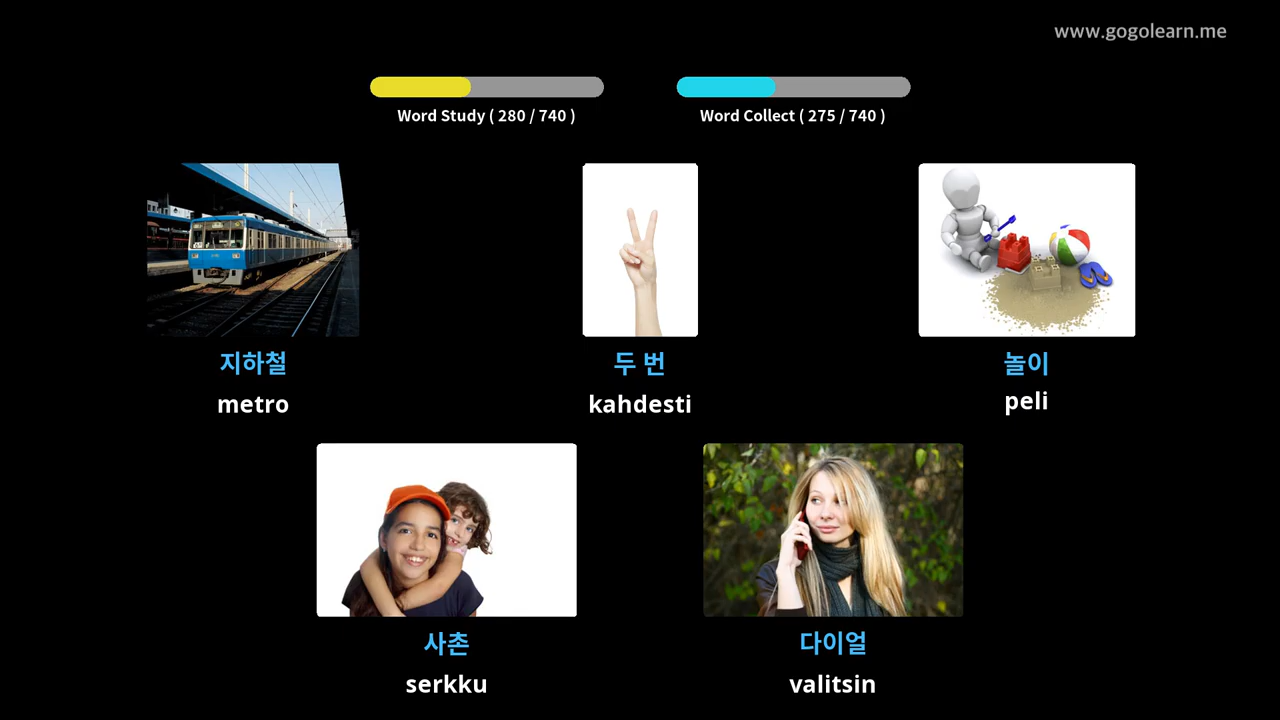 www.gogolearn.me
Word Study ( 280 / 740 )
Word Collect ( 275 / 740 )
지하철
metro
두 번
kahdesti
놀이
peli
사촌
serkku
다이얼
valitsin